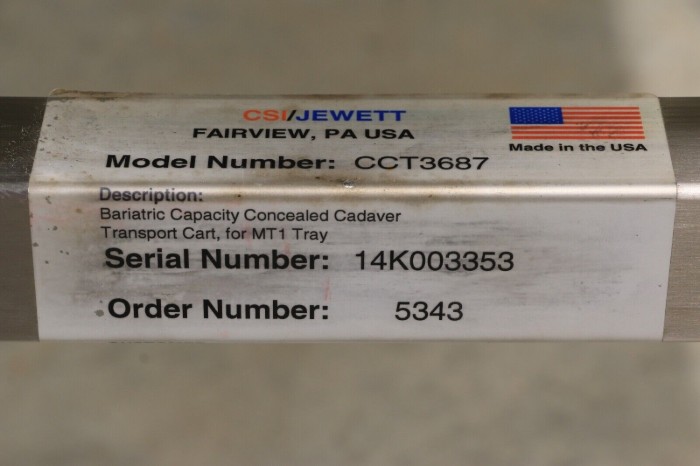 CSI/JEWETT
FAIRVIEW, PA USA
Made in the USA
Model Number: CCT3687
Description:
Bariatric Capacity Concealed Cadaver
Transport Cart, for MT1 Tray
Serial Number: 14K003353
Order Number: 5343